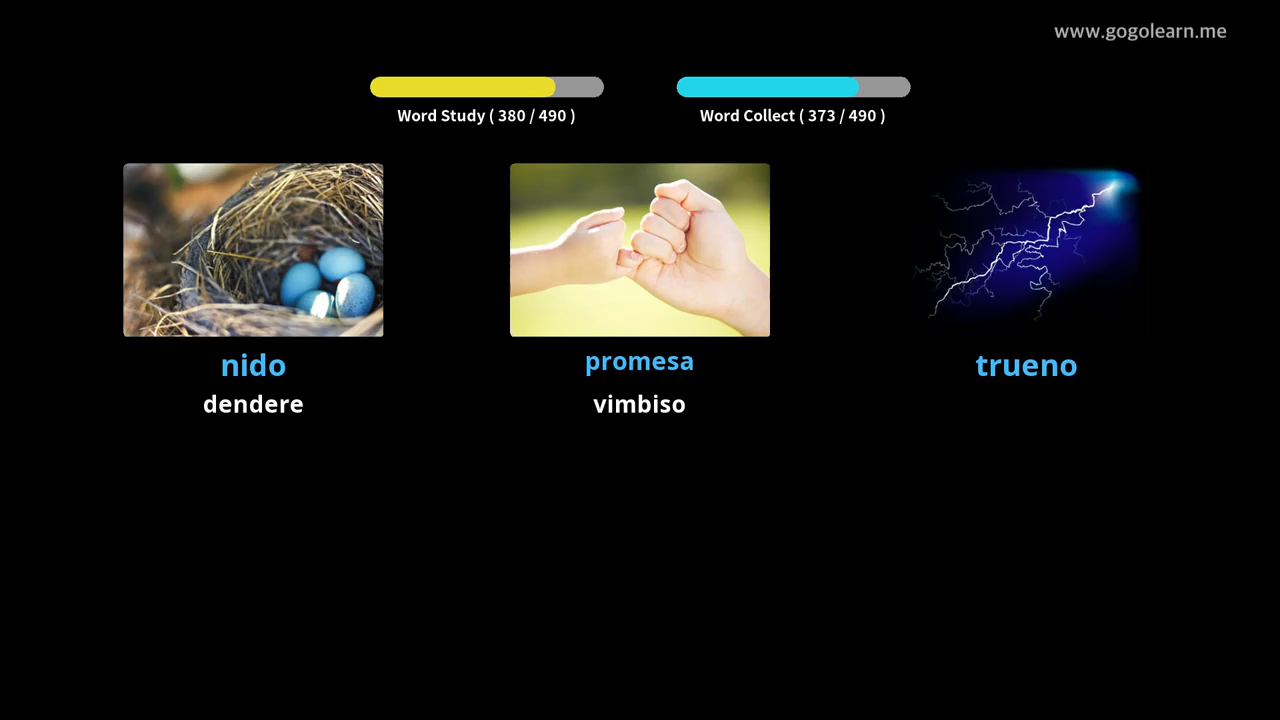 www.gogolearn.me
Word Study ( 380 / 490 )
Word Collect ( 373 / 490 )
nido
promesa
trueno
dendere
vimbiso